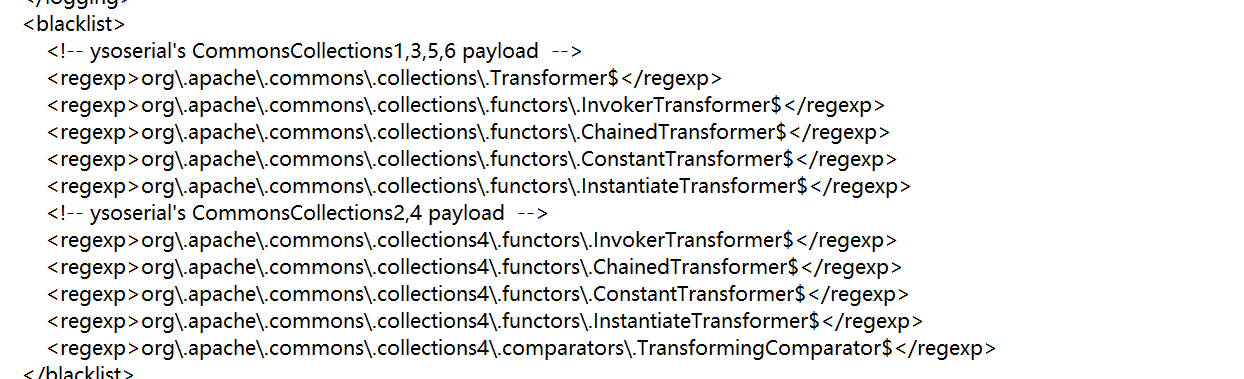 </logging>
<blacklist>
<!-- ysoserial's CommonsCollections1,3,5,6 payload  -->
<regexp>org\.apache\.commons\.collections\.Transformer$</regexp>
<regexp>org\.apache\.commons\.collections\.functors\.InvokerTransformer$</regexp>
<regexp>org\.apache\.commons\.collections\.functors\.ChainedTransformer$</regexp>
<regexp>org\.apache\.commons\.collections\.functors\.ConstantTransformer$</regexp>
<regexp>org\.apache\.commons\.collections\.functors\.InstantiateTransformer$</regexp>
<!-- ysoserial's CommonsCollections2,4 payload  -->
<regexp>org\.apache\.commons\.collections4\.functors\.InvokerTransformer$</regexp>
<regexp>org\.apache\.commons\.collections4\.functors\.ChainedTransformer$</regexp>
<regexp>org\.apache\.commons\.collections4\.functors\.ConstantTransformer$</regexp>
<regexp>org\.apache\.commons\.collections4\.functors\.InstantiateTransformer$</regexp>
<regexp>org\.apache\.commons\.collections4\.comparators\.TransformingComparator$</regexp>
</blacklist>